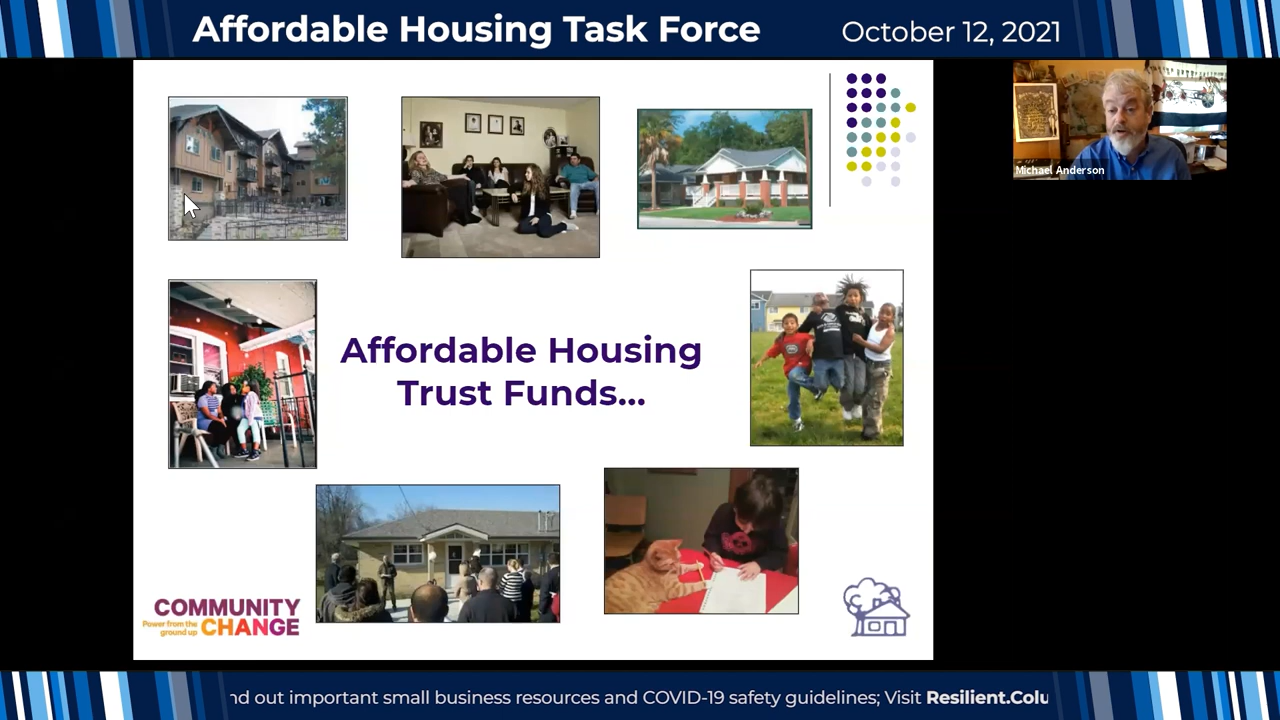 Affordable Housing Task Force
October 12, 2021
Michael Anderson
Affordable Housing
Trust Funds...
COMMUNITY
Power from the
ground up
CHANGE
nd out important small business resources and COVID-19 safety guidelines; Visit Resilient.Colu